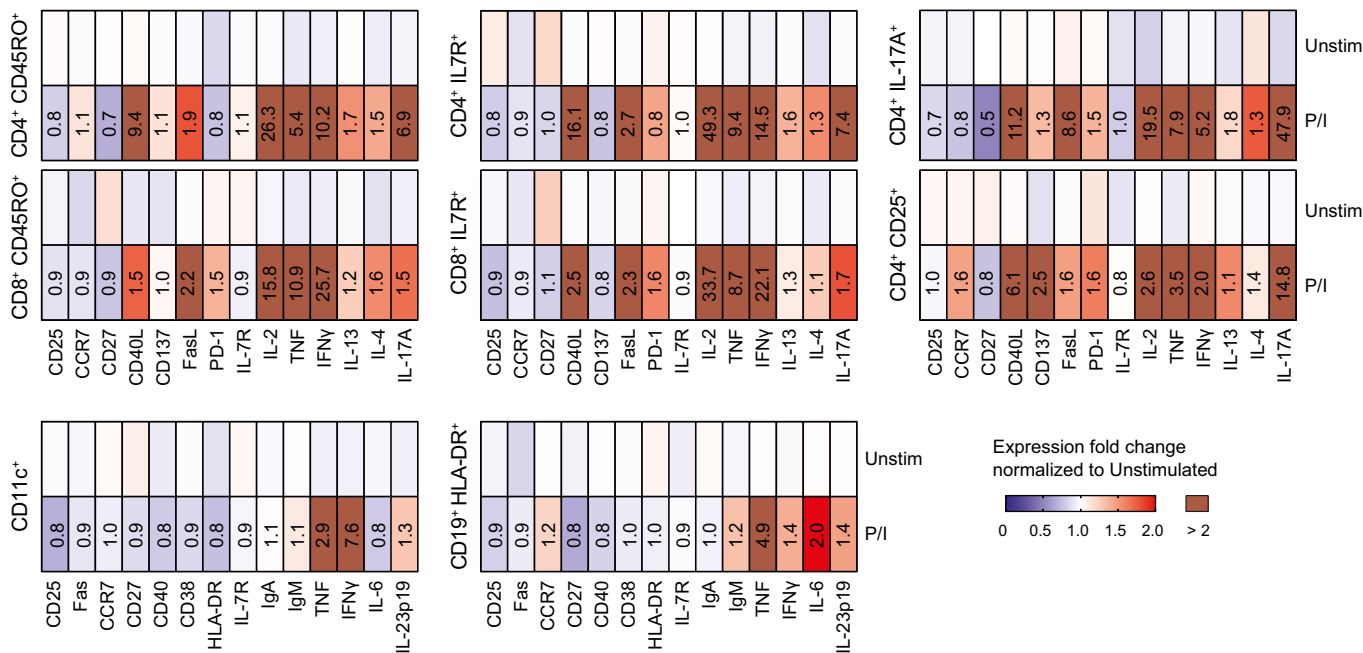 CD4⁺ CD45RO⁺
0.8 1.1 0.7 9.4 1.1 1.9 0.8 1.1 26.3 5.4 10.2 1.7 1.5 6.9
CD4⁺ IL7R⁺
0.8 0.9 1.0 16.1 0.8 2.7 0.8 1.0 49.3 9.4 14.5 1.6 1.3 7.4
CD4⁺ IL-17A⁺
Unstim
0.7 0.8 0.5 11.2 1.3 8.6 1.5 1.0 19.5 7.9 5.2 1.8 1.3 47.9
P/I
CD8⁺ CD45RO⁺
0.9 0.9 0.9 1.5 1.0 2.2 1.5 0.9 15.8 10.9 25.7 1.2 1.6 1.5
CD25 CCR7 CD27 CD40L CD137 FasL PD-1 IL-7R IL-2 TNF IFNγ IL-13 IL-4 IL-17A
CD8⁺ IL7R⁺
0.9 0.9 1.1 2.5 0.8 2.3 1.6 0.9 33.7 8.7 22.1 1.3 1.1 1.7
CD25 CCR7 CD27 CD40L CD137 FasL PD-1 IL-7R IL-2 TNF IFNγ IL-13 IL-4 IL-17A
CD4⁺ CD25⁺
Unstim
1.0 1.6 0.8 6.1 2.5 1.6 1.6 0.8 2.6 3.5 2.0 1.1 1.4 14.8
P/I
CD25 CCR7 CD27 CD40L CD137 FasL PD-1 IL-7R IL-2 TNF IFNγ IL-13 IL-4 IL-17A
CD11c⁺
0.8 0.9 1.0 0.9 0.9 0.9 0.8 0.9 1.1 1.1 2.9 7.6 0.8 1.3
CD25 Fas CCR7 CD27 CD40 CD38 HLA-DR IL-7R IgA IgM TNF IFNγ IL-6 IL-23p19
CD19⁺ HLA-DR⁺
Unstim
0.9 0.9 1.2 0.8 0.8 1.0 1.0 0.9 1.0 1.2 4.9 1.4 2.0 1.4
P/I
CD25 Fas CCR7 CD27 CD40 CD38 HLA-DR IL-7R IgA IgM TNF IFNγ IL-6 IL-23p19
Expression fold change
normalized to Unstimulated
0 0.5 1.0 1.5 2.0 > 2